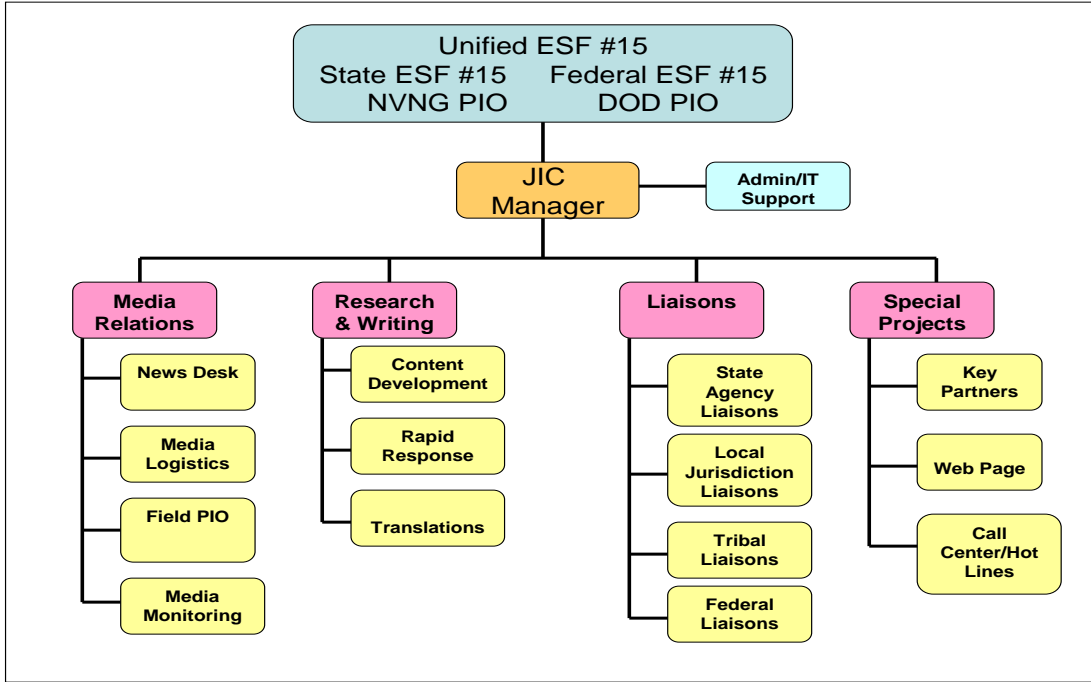 Unified ESF #15
State ESF #15 Federal ESF #15
NVNG PIO DOD PIO
JIC
Manager
Admin/IT
Support
Media
Relations
News Desk
Media
Logistics
Field PIO
Media
Monitoring
Research
& Writing
Content
Development
Rapid
Response
Translations
Liaisons
State
Agency
Liaisons
Local
Jurisdiction
Liaisons
Tribal
Liaisons
Federal
Liaisons
Special
Projects
Key
Partners
Web Page
Call
Center/Hot
Lines